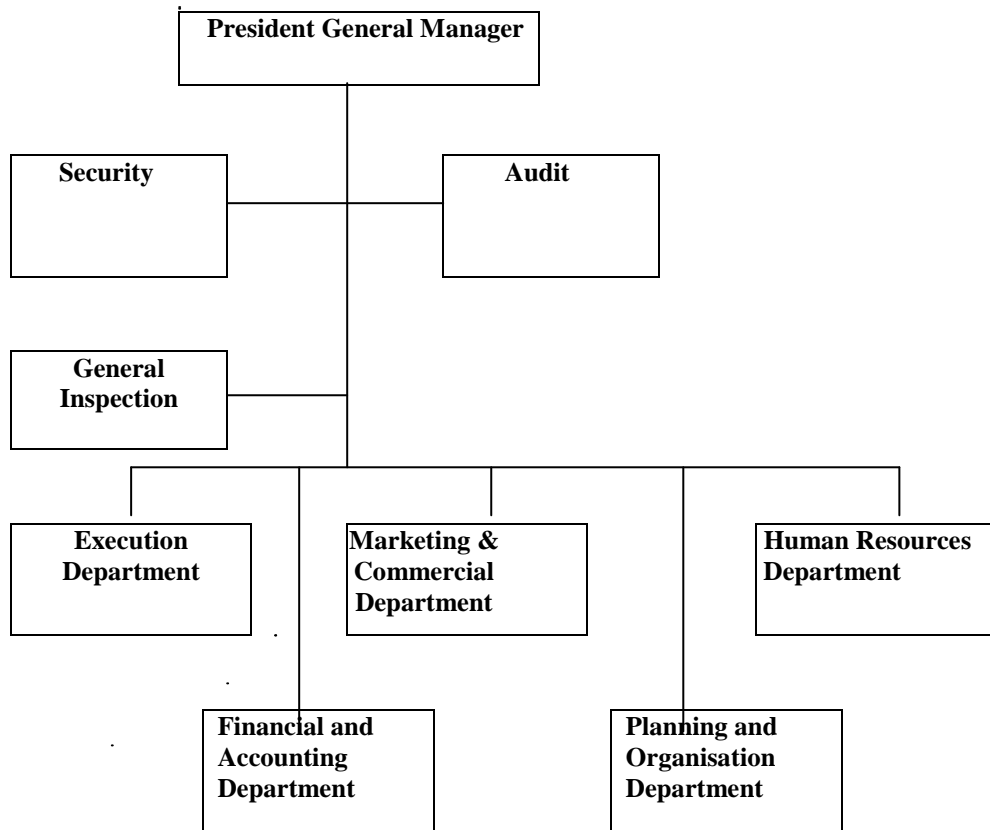 President General Manager
Security
Audit
General
Inspection
Execution
Department
Marketing &
Commercial
Department
Human Resources
Department
Financial and
Accounting
Department
Planning and
Organisation
Department